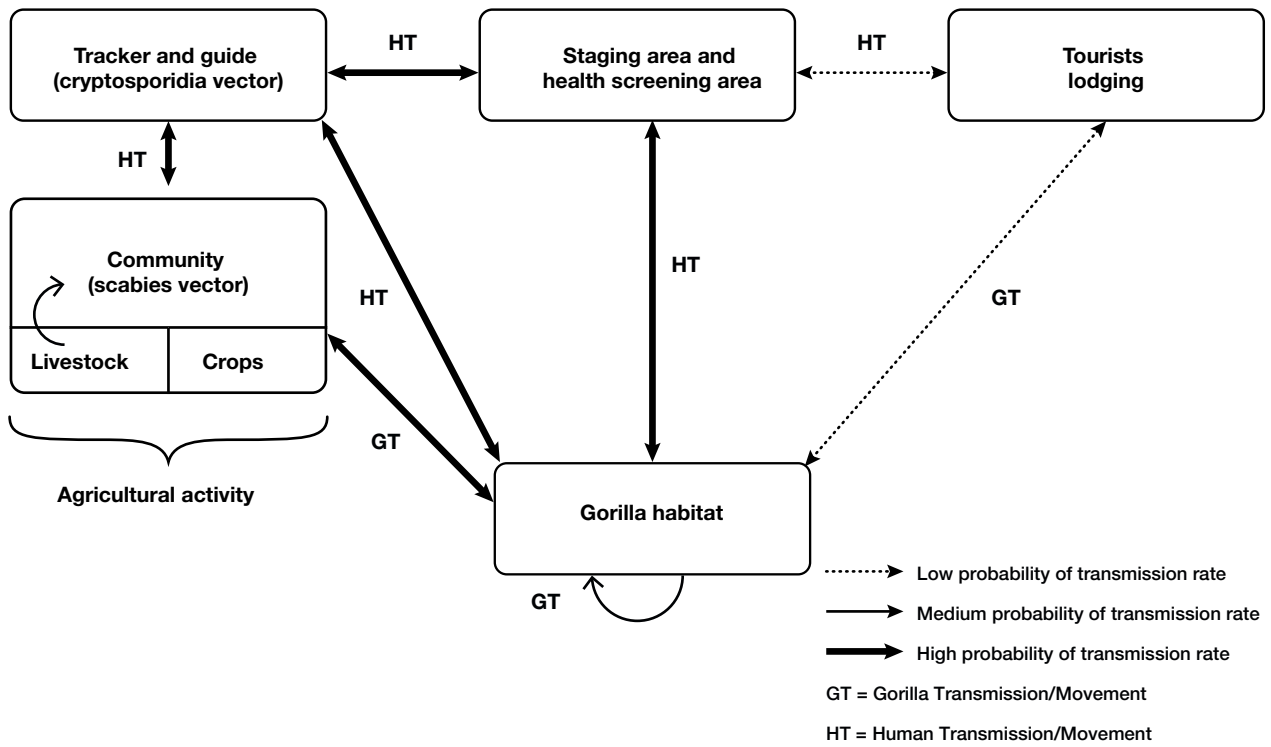 Tracker and guide
(cryptosporidia vector)
HT
Staging area and
health screening area
HT
Tourists
lodging
HT
Community
(scabies vector)
HT
HT
GT
Livestock
Crops
GT
Agricultural activity
Gorilla habitat
GT
Low probability of transmission rate
Medium probability of transmission rate
High probability of transmission rate
GT = Gorilla Transmission/Movement
HT = Human Transmission/Movement